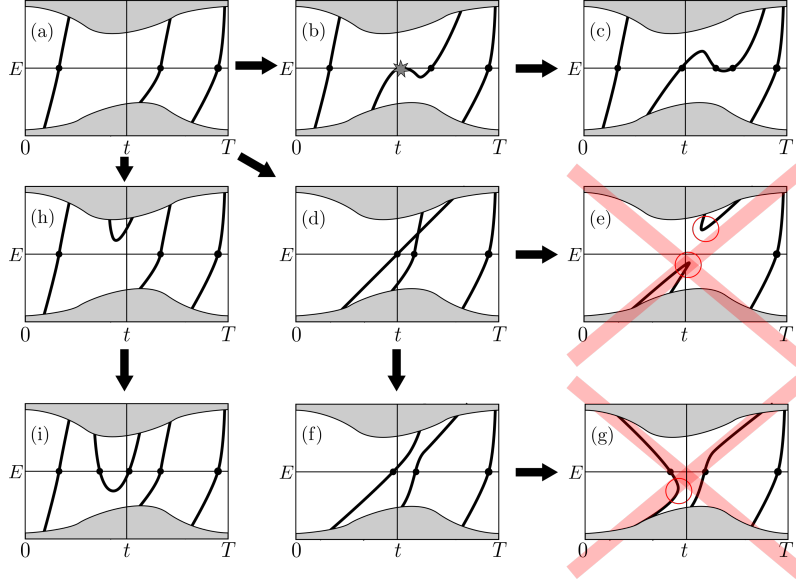 (a) (b) (c)
E E E
0 t T 0 t T 0 t T
(h) (d) (e)
E E
0 t T
(i) (f) (g)
E
0 t T 0 t T 0 t T